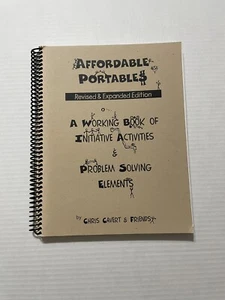 AFFORDABLE
PORTABLES
Revised & Expanded Edition
A WORKING BOOK OF
INITIATIVE ACTIVITIES
&
PROBLEM SOLVING
ELEMENTS
BY CHRIS CAVERT & FRIENDS